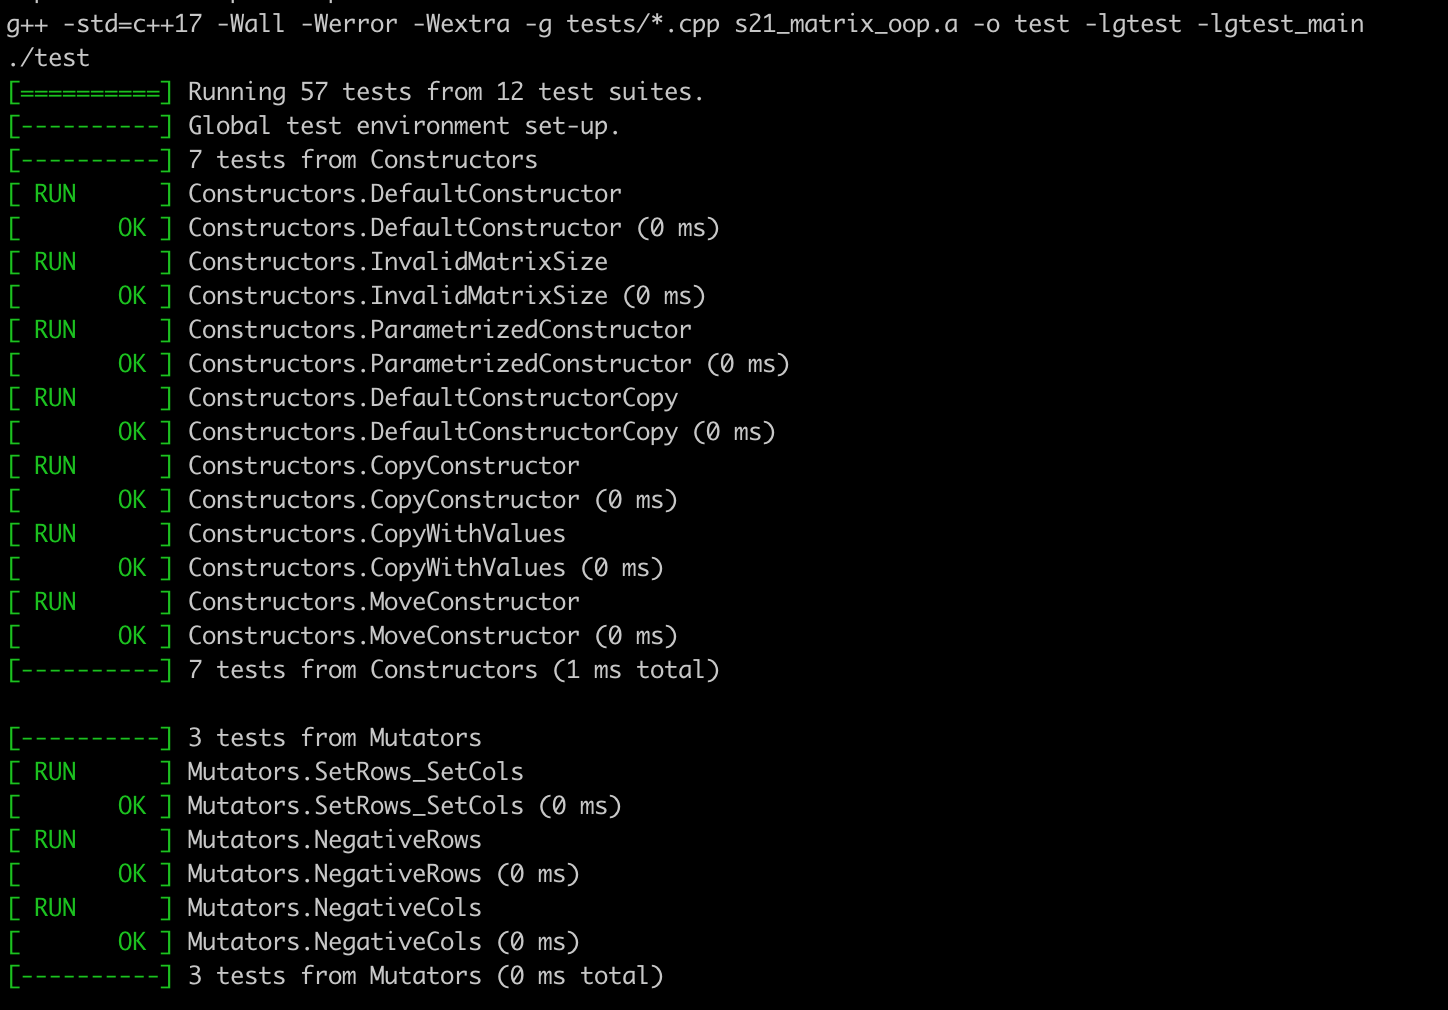 g++ -std=c++17 -Wall -Werror -Wextra -g tests/*.cpp s21_matrix_oop.a -o test -lgtest -lgtest_main
./test
[==========] Running 57 tests from 12 test suites.
[----------] Global test environment set-up.
[----------] 7 tests from Constructors
[ RUN      ] Constructors.DefaultConstructor
[       OK ] Constructors.DefaultConstructor (0 ms)
[ RUN      ] Constructors.InvalidMatrixSize
[       OK ] Constructors.InvalidMatrixSize (0 ms)
[ RUN      ] Constructors.ParametrizedConstructor
[       OK ] Constructors.ParametrizedConstructor (0 ms)
[ RUN      ] Constructors.DefaultConstructorCopy
[       OK ] Constructors.DefaultConstructorCopy (0 ms)
[ RUN      ] Constructors.CopyConstructor
[       OK ] Constructors.CopyConstructor (0 ms)
[ RUN      ] Constructors.CopyWithValues
[       OK ] Constructors.CopyWithValues (0 ms)
[ RUN      ] Constructors.MoveConstructor
[       OK ] Constructors.MoveConstructor (0 ms)
[----------] 7 tests from Constructors (1 ms total)

[----------] 3 tests from Mutators
[ RUN      ] Mutators.SetRows_SetCols
[       OK ] Mutators.SetRows_SetCols (0 ms)
[ RUN      ] Mutators.NegativeRows
[       OK ] Mutators.NegativeRows (0 ms)
[ RUN      ] Mutators.NegativeCols
[       OK ] Mutators.NegativeCols (0 ms)
[----------] 3 tests from Mutators (0 ms total)